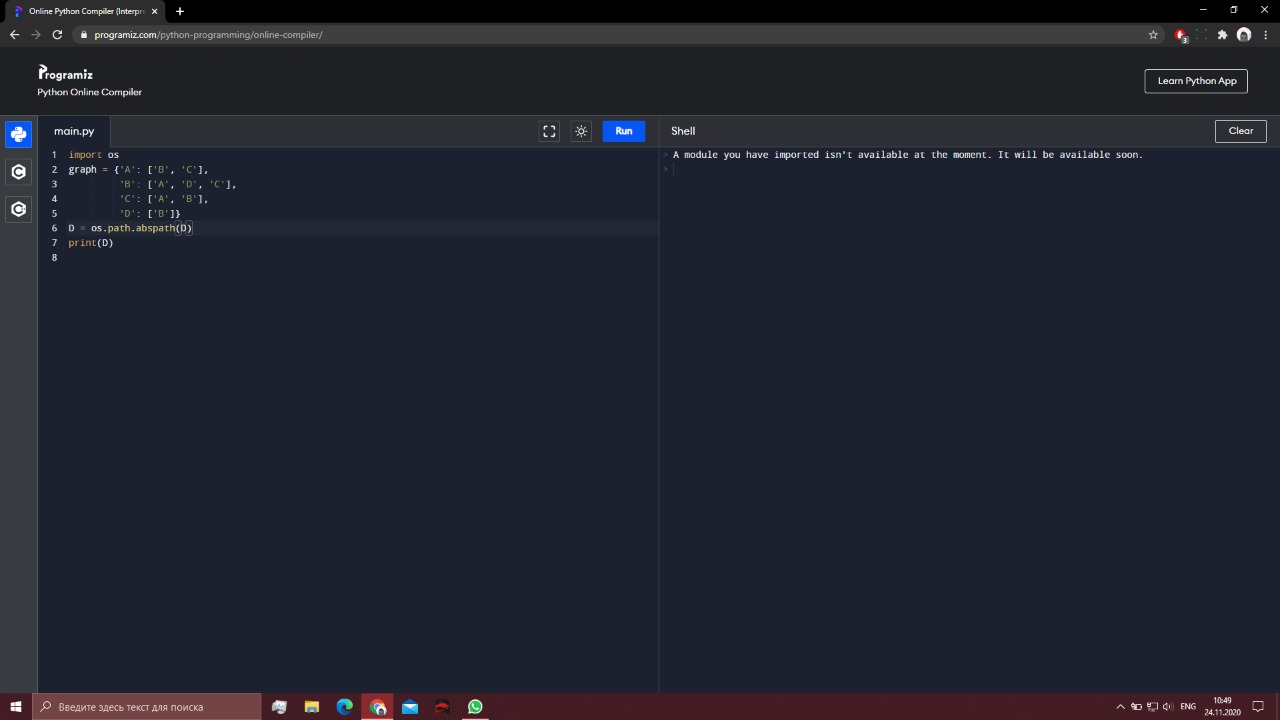 Online Python Compiler (Interpre
programiz.com/python-programming/online-compiler/
3
Programiz
Python Online Compiler
Learn Python App
main.py
Run
Shell
Clear
1 import os
2 graph = {'A': ['B', 'C'],
3 'B': ['A', 'D', 'C'],
4 'C': ['A', 'B'],
5 'D': ['B']}
6 D = os.path.abspath(D)
7 print(D)
8
> A module you have imported isn't available at the moment. It will be available soon.
>
Введите здесь текст для поиска
ENG
10:49
24.11.2020